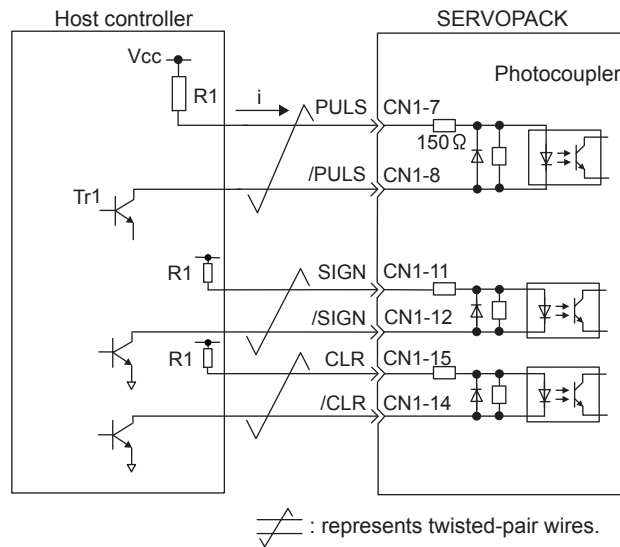 Host controller
SERVOPACK
Vcc
Photocoupler
R1
i
PULS
CN1-7
150Ω
/PULS
CN1-8
Tr1
R1
SIGN
CN1-11
/SIGN
CN1-12
R1
CLR
CN1-15
/CLR
CN1-14
: represents twisted-pair wires.